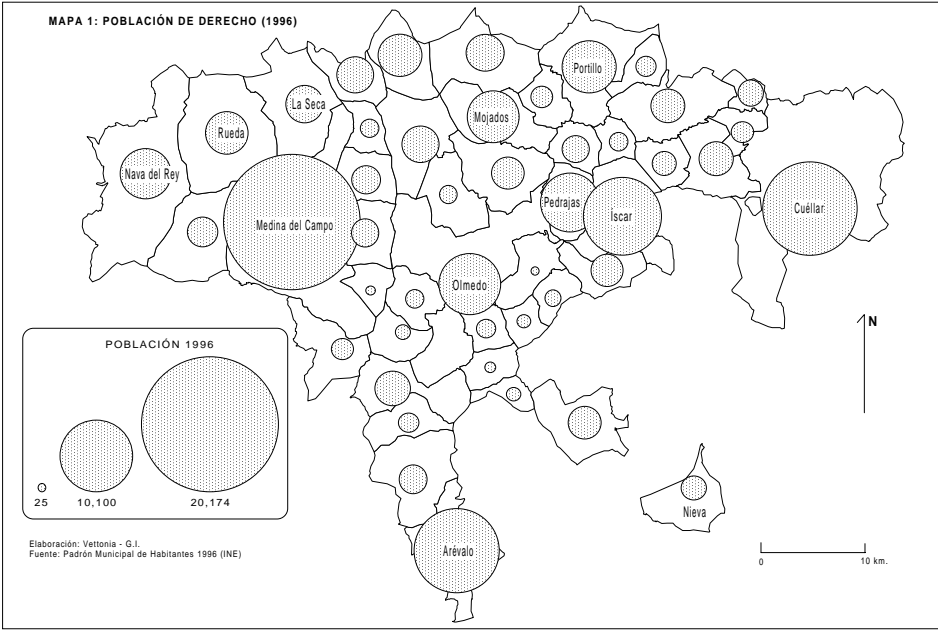 MAPA 1: POBLACIÓN DE DERECHO (1996)
Portillo
La Seca
Mojados
Rueda
Nava del Rey
Pedrajas
Íscar
Cuéllar
Medina del Campo
Olmedo
N
POBLACIÓN 1996
25
10,100
20,174
Nieva
Elaboración: Vettonia - G.I.
Fuente: Padrón Municipal de Habitantes 1996 (INE)
Arévalo
0
10 km.